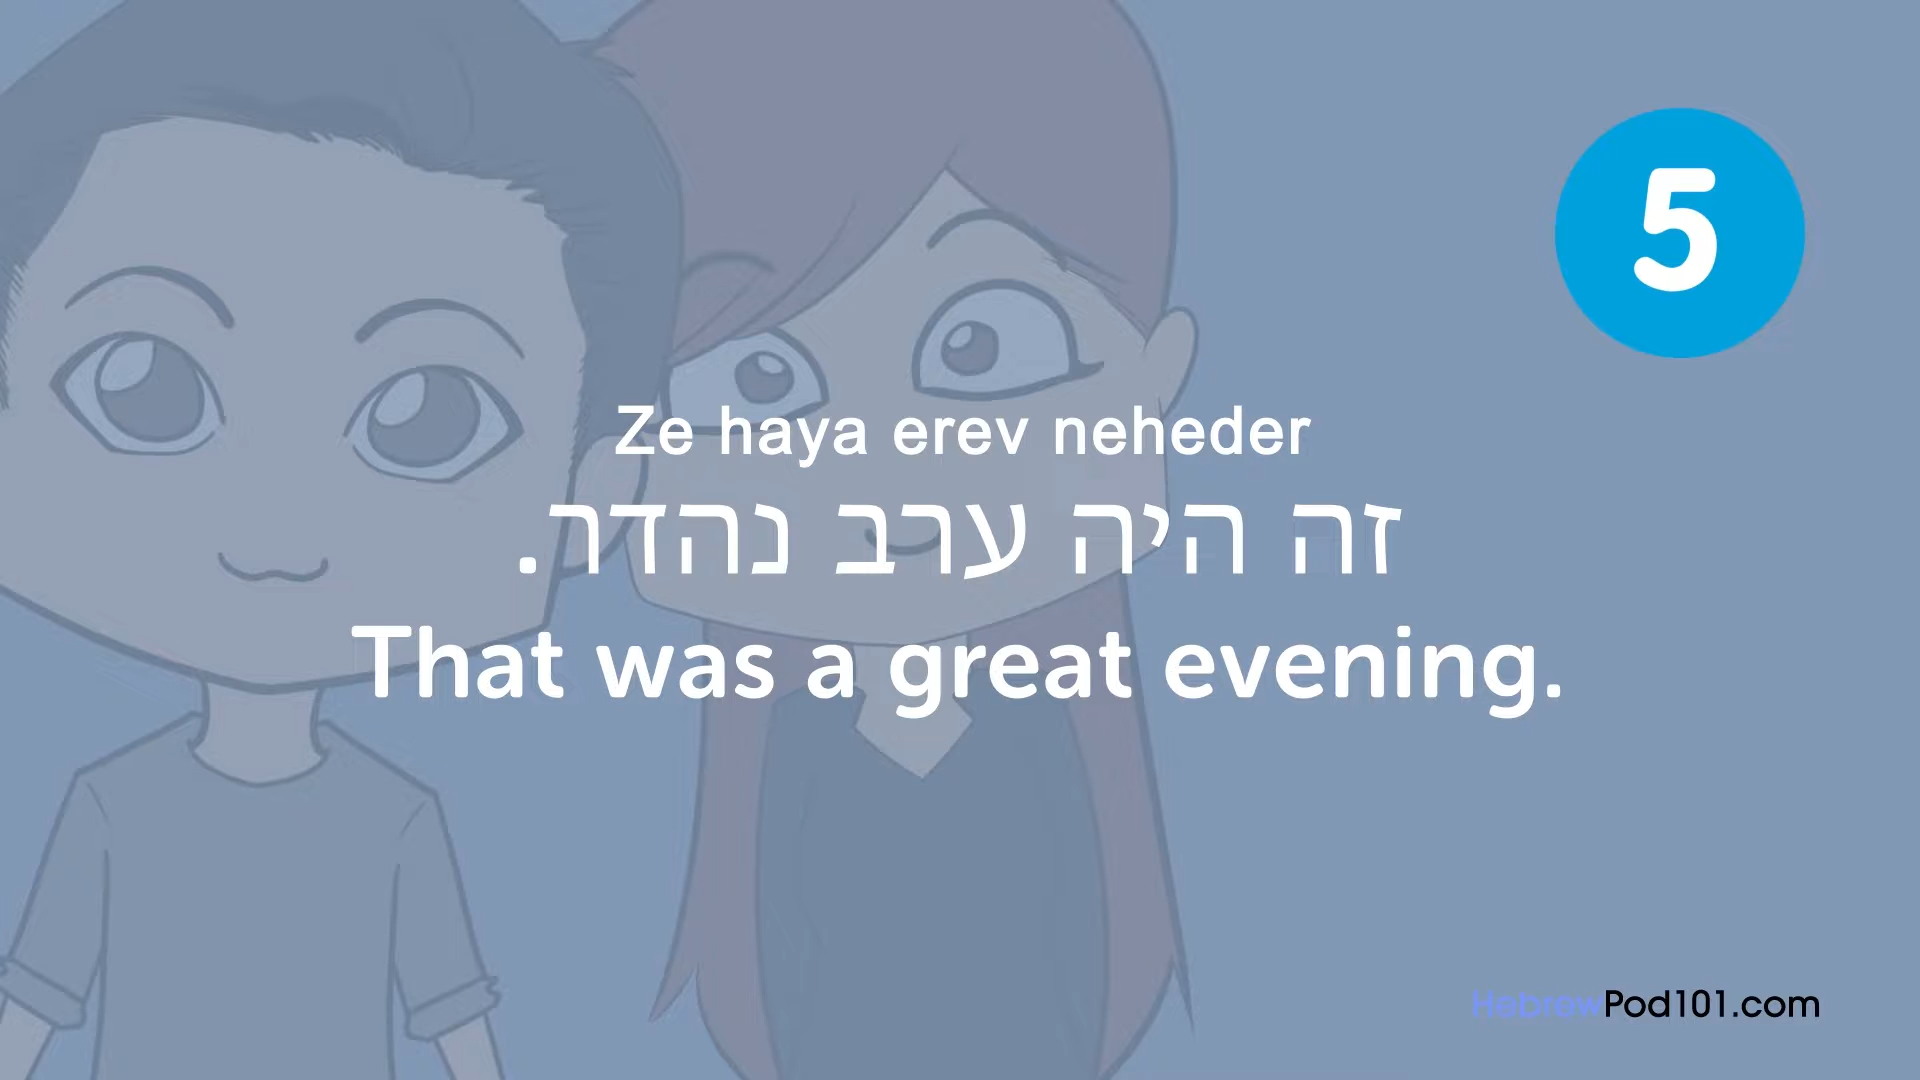 5
Ze haya erev neheder
זה היה ערב נהדר.
That was a great evening.
HebrewPod101.com